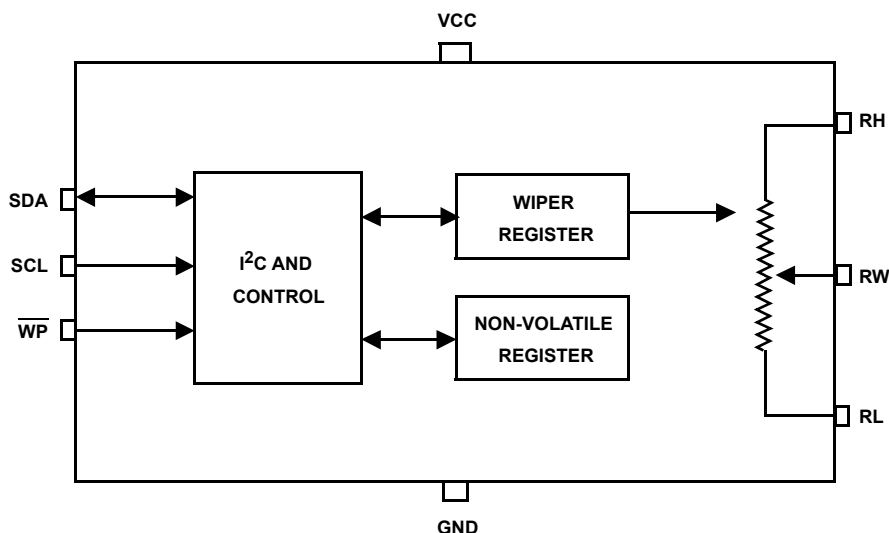 VCC
RH
SDA
WIPER
REGISTER
SCL
I²C AND
CONTROL
RW
WP
NON-VOLATILE
REGISTER
RL
GND